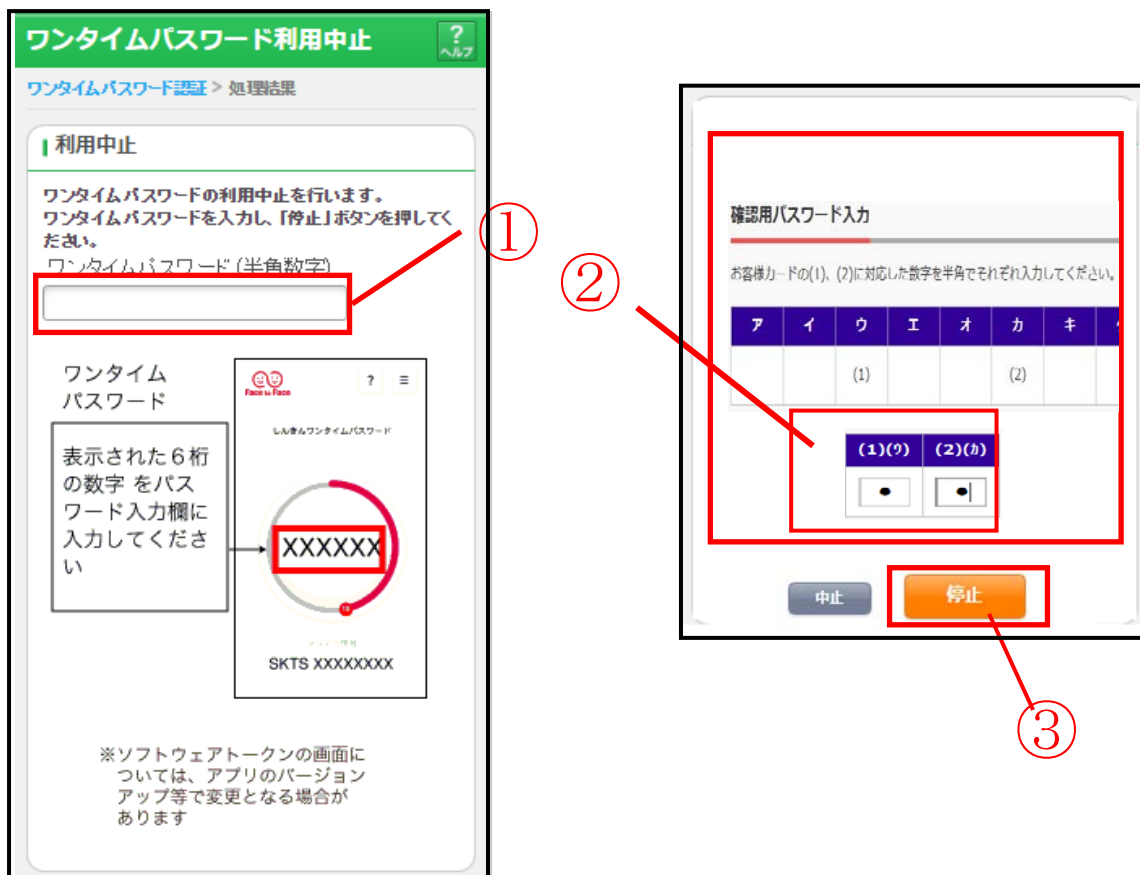 ワンタイムパスワード利用中止
?
ヘルプ
ワンタイムパスワード認証 > 処理結果
利用中止
ワンタイムパスワードの利用中止を行います。
ワンタイムパスワードを入力し、「停止」ボタンを押してく
ださい。
ワンタイムパスワード(半角数字)
①
ワンタイム
パスワード
表示された6桁
の数字 をパス
ワード入力欄に
入力してくださ
い
Face to Face
? ≡
しんきんワンタイムパスワード
XXXXXX
SKTS XXXXXXXX
※ソフトウェアトークンの画面に
ついては、アプリのバージョン
アップ等で変更となる場合が
あります
②
確認用パスワード入力
お客様カードの(1)、(2)に対応した数字を半角でそれぞれ入力してください。
ア イ ウ エ オ カ キ
(1) (2)
(1)(ウ) (2)(カ)
● ●
中止 停止
③